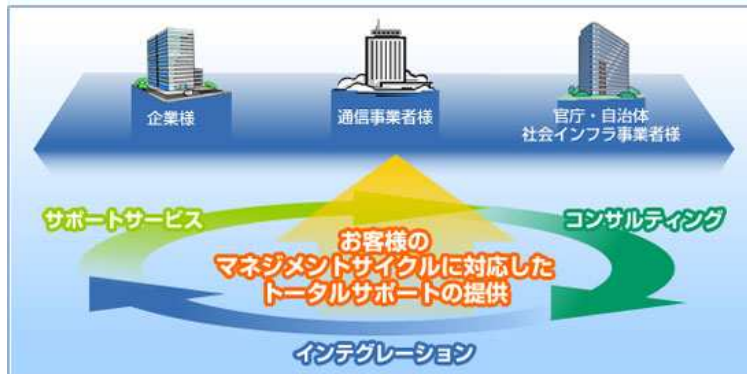 企業様
通信事業者様
官庁・自治体
社会インフラ事業者様
サポートサービス
コンサルティング
お客様の
マネジメントサイクルに対応した
トータルサポートの提供
インテグレーション